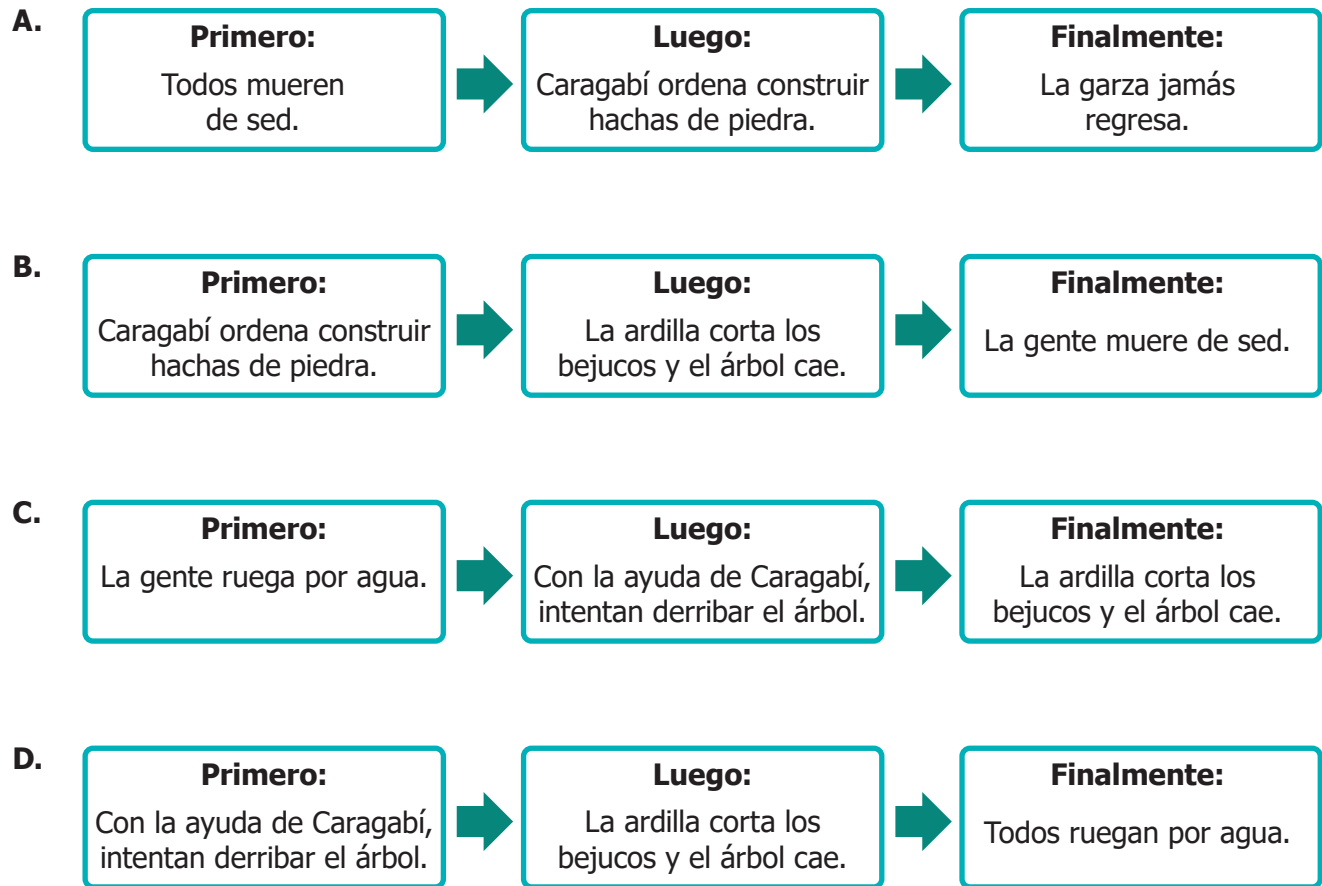 A.
Primero:
Todos mueren
de sed.
Luego:
Caragabí ordena construir
hachas de piedra.
Finalmente:
La garza jamás
regresa.
B.
Primero:
Caragabí ordena construir
hachas de piedra.
Luego:
La ardilla corta los
bejucos y el árbol cae.
Finalmente:
La gente muere de sed.
C.
Primero:
La gente ruega por agua.
Luego:
Con la ayuda de Caragabí,
intentan derribar el árbol.
Finalmente:
La ardilla corta los
bejucos y el árbol cae.
D.
Primero:
Con la ayuda de Caragabí,
intentan derribar el árbol.
Luego:
La ardilla corta los
bejucos y el árbol cae.
Finalmente:
Todos ruegan por agua.